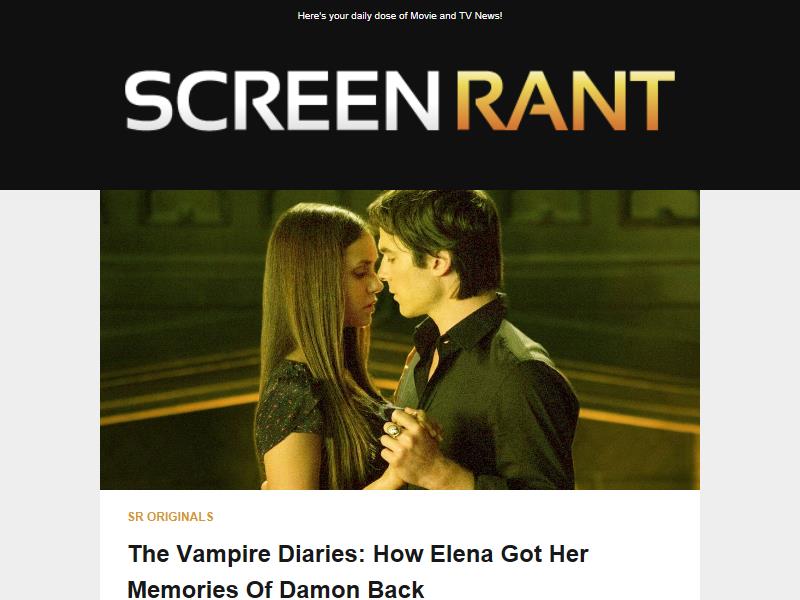 Here's your daily dose of Movie and TV News!
SCREEN RANT
SR ORIGINALS
The Vampire Diaries: How Elena Got Her
Memories Of Damon Back